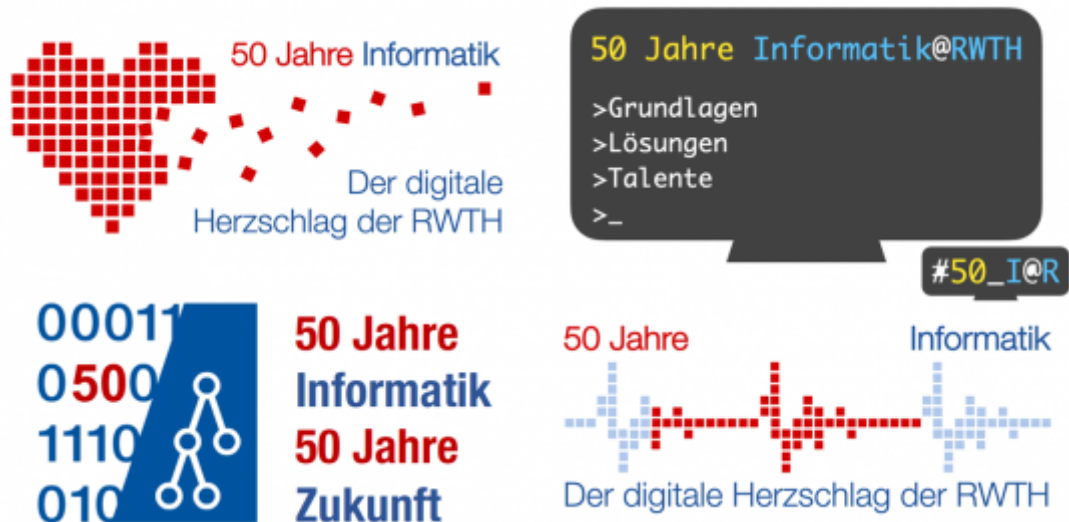 50 Jahre Informatik
Der digitale
Herzschlag der RWTH
50 Jahre Informatik@RWTH
>Grundlagen
>Lösungen
>Talente
>_
#50_I@R
00011
0500
1110
010
50 Jahre
Informatik
50 Jahre
Zukunft
50 Jahre Informatik
Der digitale Herzschlag der RWTH